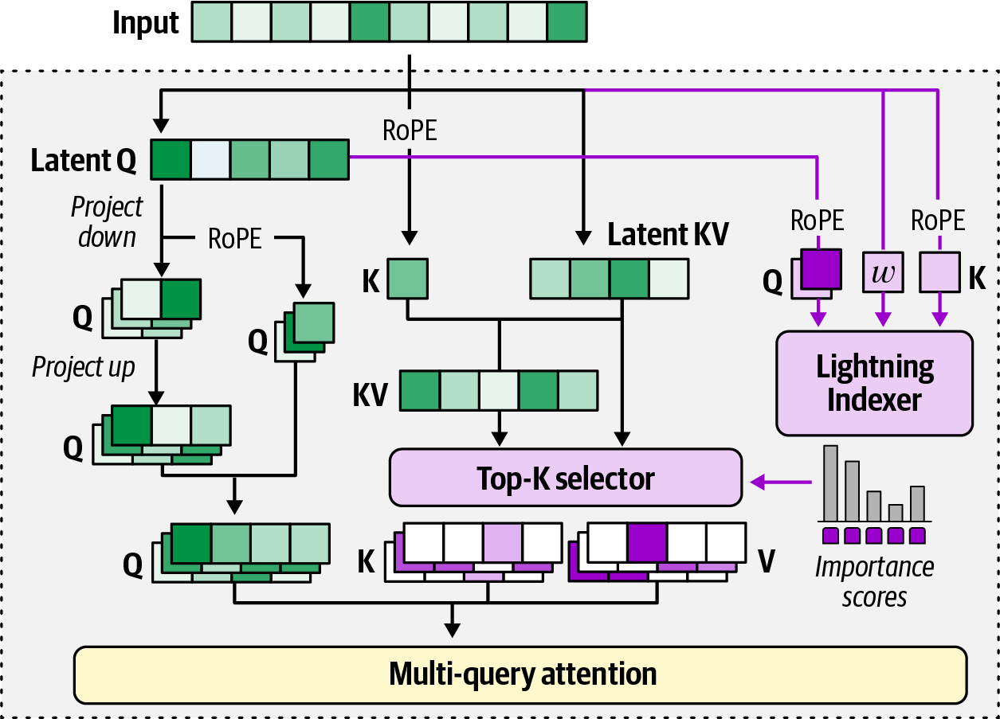 Input
RoPE
Latent Q
Project
down
RoPE
Latent KV
RoPE
RoPE
K
Q
w
K
Q
Q
Project up
Lightning
Indexer
KV
Q
Top-K selector
Q
K
V
Importance
scores
Multi-query attention